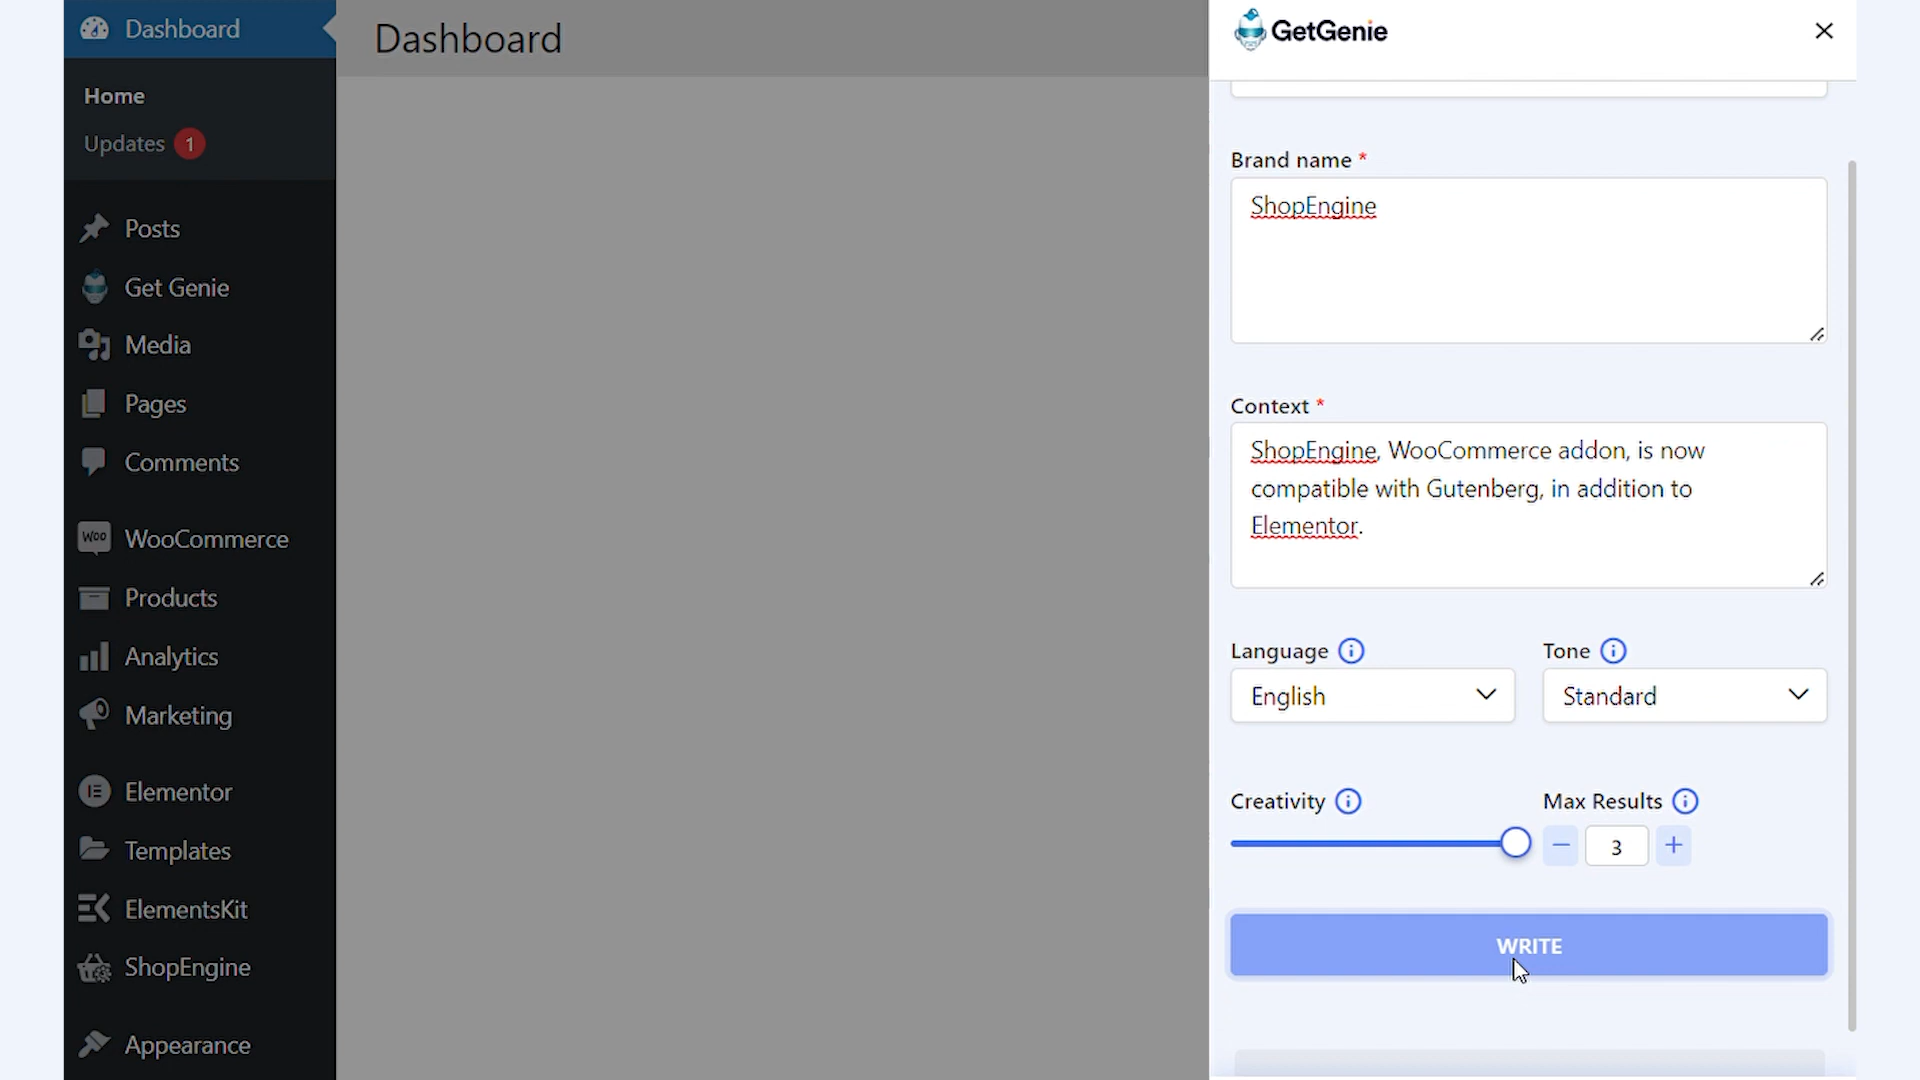 Dashboard
Home
Updates 1
Posts
Get Genie
Media
Pages
Comments
Woo WooCommerce
Products
Analytics
Marketing
Elementor
Templates
ElementsKit
ShopEngine
Appearance
Dashboard
GetGenie
Brand name *
ShopEngine
Context *
ShopEngine, WooCommerce addon, is now
compatible with Gutenberg, in addition to
Elementor.
Language Tone
English Standard
Creativity Max Results
3
WRITE